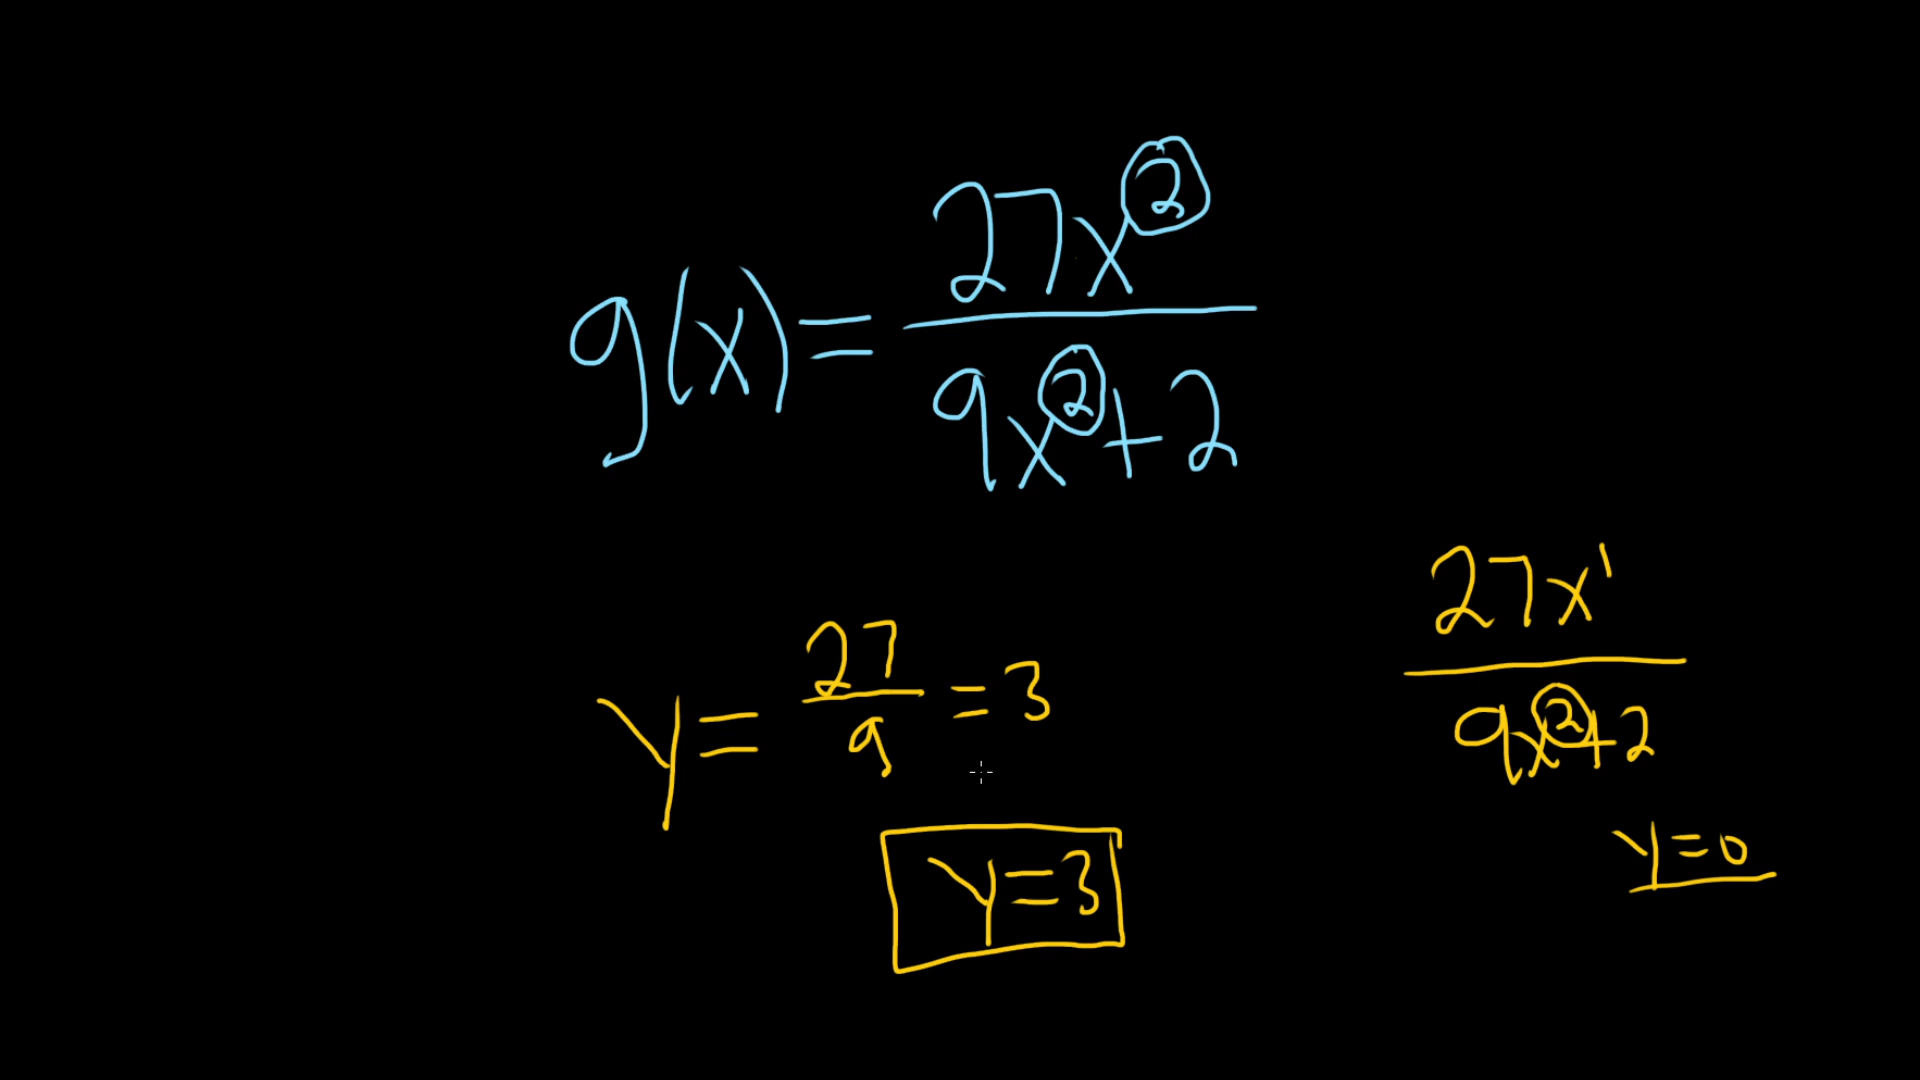 g(x) = 27x² / 9x² + 2
y = 27 / 9 = 3
y = 3
27x¹ / 9x² + 2
y = 0